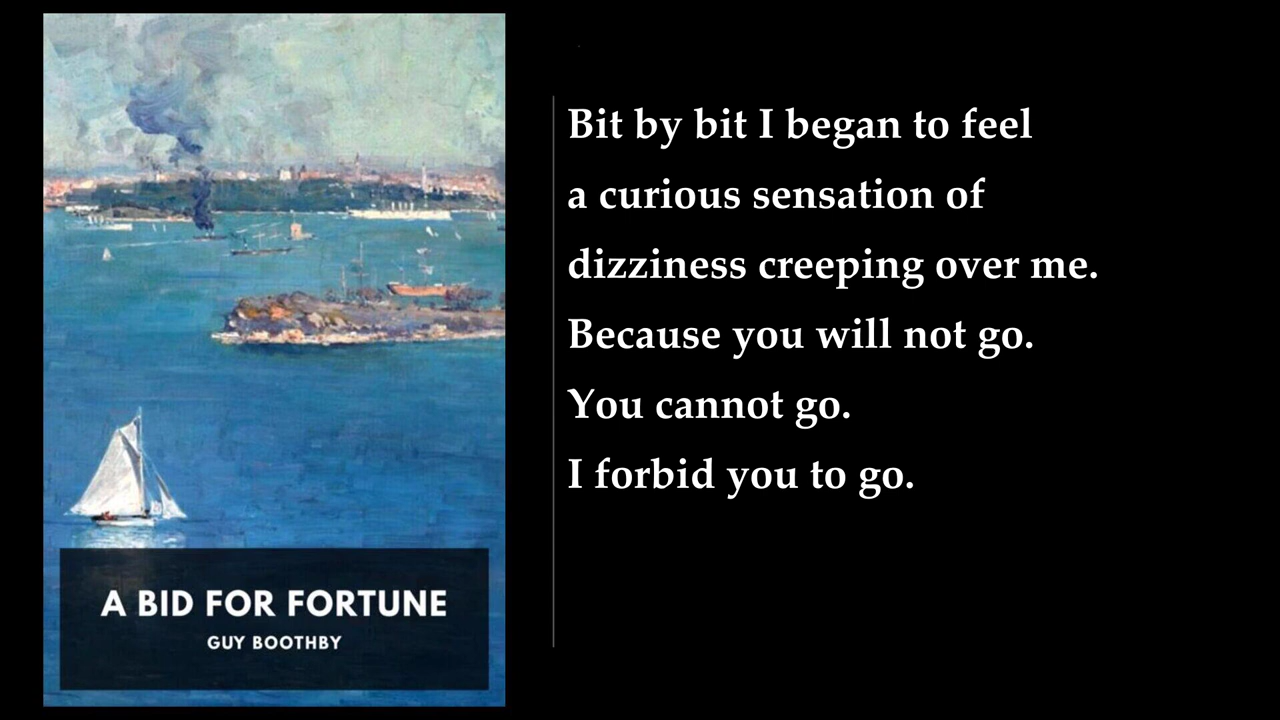 Bit by bit I began to feel
a curious sensation of
dizziness creeping over me.
Because you will not go.
You cannot go.
I forbid you to go.
A BID FOR FORTUNE
GUY BOOTHBY